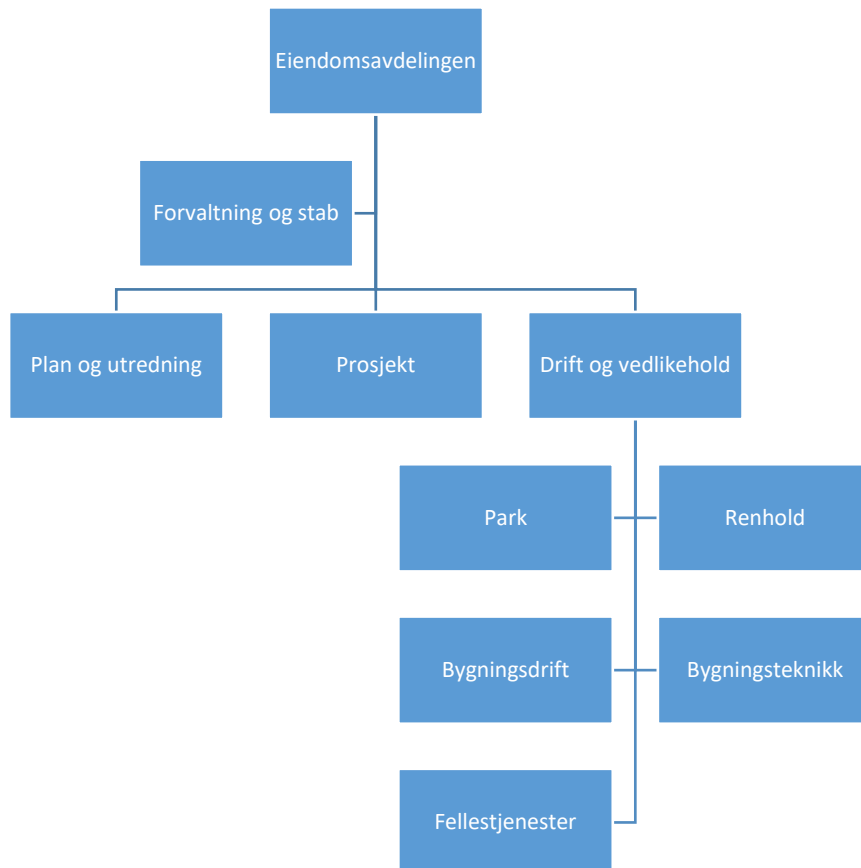 Eiendomsavdelingen
Forvaltning og stab
Plan og utredning
Prosjekt
Drift og vedlikehold
Park
Renhold
Bygningsdrift
Bygningsteknikk
Fellestjenester